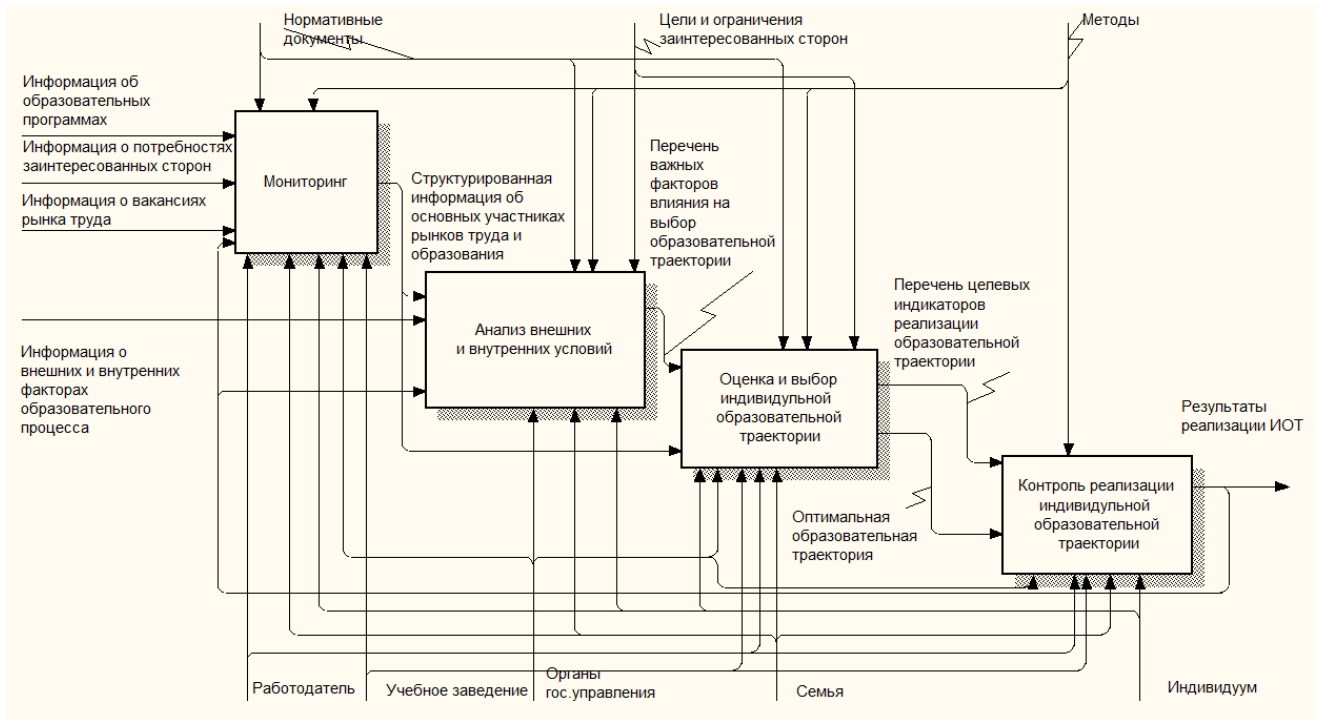 Нормативные
документы
Цели и ограничения
заинтересованных сторон
Методы
Информация об
образовательных
программах
Информация о потребностях
заинтересованных сторон
Информация о вакансиях
рынка труда
Мониторинг
Структурированная
информация об
основных участниках
рынков труда и
образования
Перечень
важных
факторов
влияния на
выбор
образовательной
траектории
Анализ внешних
и внутренних условий
Информация о
внешних и внутренних
факторах
образовательного
процесса
Перечень целевых
индикаторов
реализации
образовательной
траектории
Оценка и выбор
индивидульной
образовательной
траектории
Результаты
реализации ИОТ
Контроль реализации
индивидульной
образовательной
траектории
Оптимальная
образовательная
траектория
Работодатель
Учебное заведение
Органы
гос.управления
Семья
Индивидуум